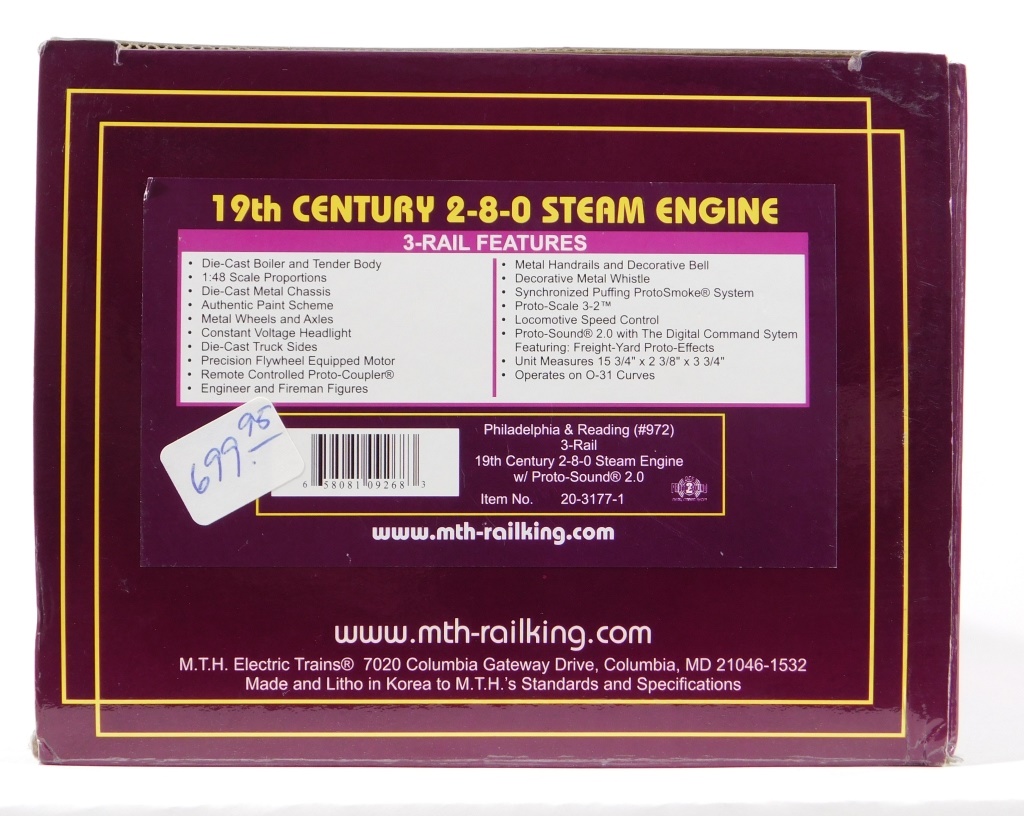 19th CENTURY 2-8-0 STEAM ENGINE
3-RAIL FEATURES
• Die-Cast Boiler and Tender Body
• 1:48 Scale Proportions
• Die-Cast Metal Chassis
• Authentic Paint Scheme
• Metal Wheels and Axles
• Constant Voltage Headlight
• Die-Cast Truck Sides
• Precision Flywheel Equipped Motor
• Remote Controlled Proto-Coupler®
• Engineer and Fireman Figures
• Metal Handrails and Decorative Bell
• Decorative Metal Whistle
• Synchronized Puffing ProtoSmoke® System
• Proto-Scale 3-2™
• Locomotive Speed Control
• Proto-Sound® 2.0 with The Digital Command Sytem
Featuring: Freight-Yard Proto-Effects
• Unit Measures 15 3/4" x 2 3/8" x 3 3/4"
• Operates on O-31 Curves
699.98
6 58081 09268 3
Philadelphia & Reading (#972)
3-Rail
19th Century 2-8-0 Steam Engine
w/ Proto-Sound® 2.0
Item No. 20-3177-1
www.mth-railking.com
www.mth-railking.com
M.T.H. Electric Trains® 7020 Columbia Gateway Drive, Columbia, MD 21046-1532
Made and Litho in Korea to M.T.H.'s Standards and Specifications